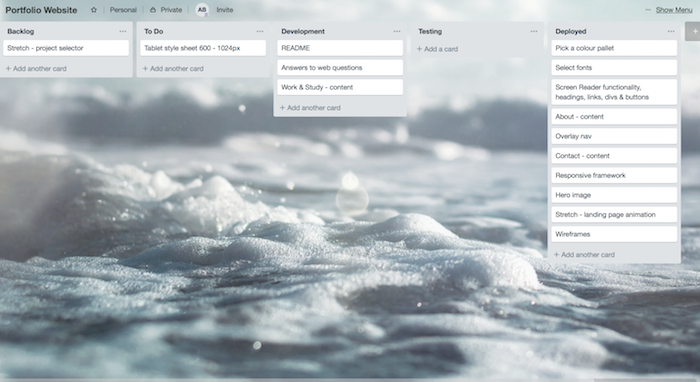 Portfolio Website
Personal
Private
AB
Invite
Show Menu
Backlog
Stretch - project selector
+ Add another card
To Do
Tablet style sheet 600 - 1024px
+ Add another card
Development
README
Answers to web questions
Work & Study - content
+ Add another card
Testing
+ Add a card
Deployed
Pick a colour pallet
Select fonts
Screen Reader functionality,
headings, links, divs & buttons
About - content
Overlay nav
Contact - content
Responsive framework
Hero image
Stretch - landing page animation
Wireframes
+ Add another card